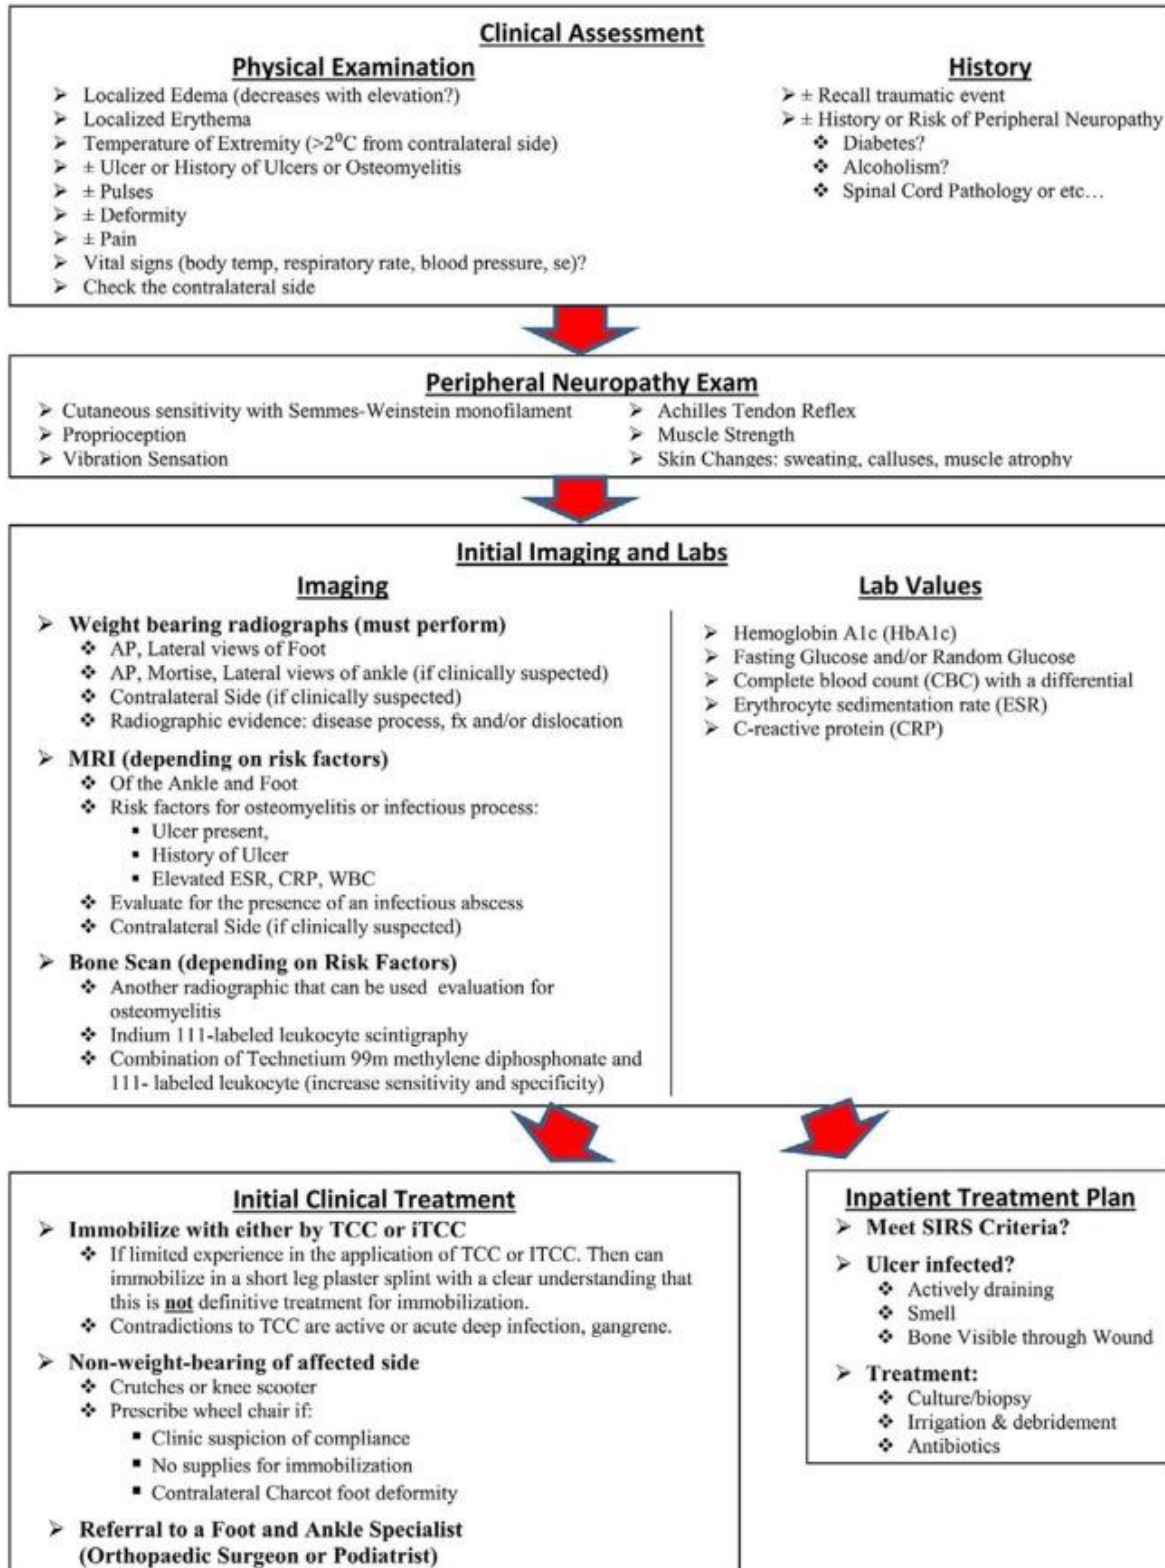 Clinical Assessment
Physical Examination
➢ Localized Edema (decreases with elevation?)
➢ Localized Erythema
➢ Temperature of Extremity (>2⁰C from contralateral side)
➢ ± Ulcer or History of Ulcers or Osteomyelitis
➢ ± Pulses
➢ ± Deformity
➢ ± Pain
➢ Vital signs (body temp, respiratory rate, blood pressure, se)?
➢ Check the contralateral side
History
➢ ± Recall traumatic event
➢ ± History or Risk of Peripheral Neuropathy
❖ Diabetes?
❖ Alcoholism?
❖ Spinal Cord Pathology or etc…
Peripheral Neuropathy Exam
➢ Cutaneous sensitivity with Semmes-Weinstein monofilament
➢ Proprioception
➢ Vibration Sensation
➢ Achilles Tendon Reflex
➢ Muscle Strength
➢ Skin Changes: sweating, calluses, muscle atrophy
Initial Imaging and Labs
Imaging
➢ Weight bearing radiographs (must perform)
❖ AP, Lateral views of Foot
❖ AP, Mortise, Lateral views of ankle (if clinically suspected)
❖ Contralateral Side (if clinically suspected)
❖ Radiographic evidence: disease process, fx and/or dislocation
➢ MRI (depending on risk factors)
❖ Of the Ankle and Foot
❖ Risk factors for osteomyelitis or infectious process:
▪ Ulcer present,
▪ History of Ulcer
▪ Elevated ESR, CRP, WBC
❖ Evaluate for the presence of an infectious abscess
❖ Contralateral Side (if clinically suspected)
➢ Bone Scan (depending on Risk Factors)
❖ Another radiographic that can be used evaluation for
osteomyelitis
❖ Indium 111-labeled leukocyte scintigraphy
❖ Combination of Technetium 99m methylene diphosphonate and
111- labeled leukocyte (increase sensitivity and specificity)
Lab Values
➢ Hemoglobin A1c (HbA1c)
➢ Fasting Glucose and/or Random Glucose
➢ Complete blood count (CBC) with a differential
➢ Erythrocyte sedimentation rate (ESR)
➢ C-reactive protein (CRP)
Initial Clinical Treatment
➢ Immobilize with either by TCC or iTCC
❖ If limited experience in the application of TCC or ITCC. Then can
immobilize in a short leg plaster splint with a clear understanding that
this is not definitive treatment for immobilization.
❖ Contradictions to TCC are active or acute deep infection, gangrene.
➢ Non-weight-bearing of affected side
❖ Crutches or knee scooter
❖ Prescribe wheel chair if:
▪ Clinic suspicion of compliance
▪ No supplies for immobilization
▪ Contralateral Charcot foot deformity
➢ Referral to a Foot and Ankle Specialist
(Orthopaedic Surgeon or Podiatrist)
Inpatient Treatment Plan
➢ Meet SIRS Criteria?
➢ Ulcer infected?
❖ Actively draining
❖ Smell
❖ Bone Visible through Wound
➢ Treatment:
❖ Culture/biopsy
❖ Irrigation & debridement
❖ Antibiotics